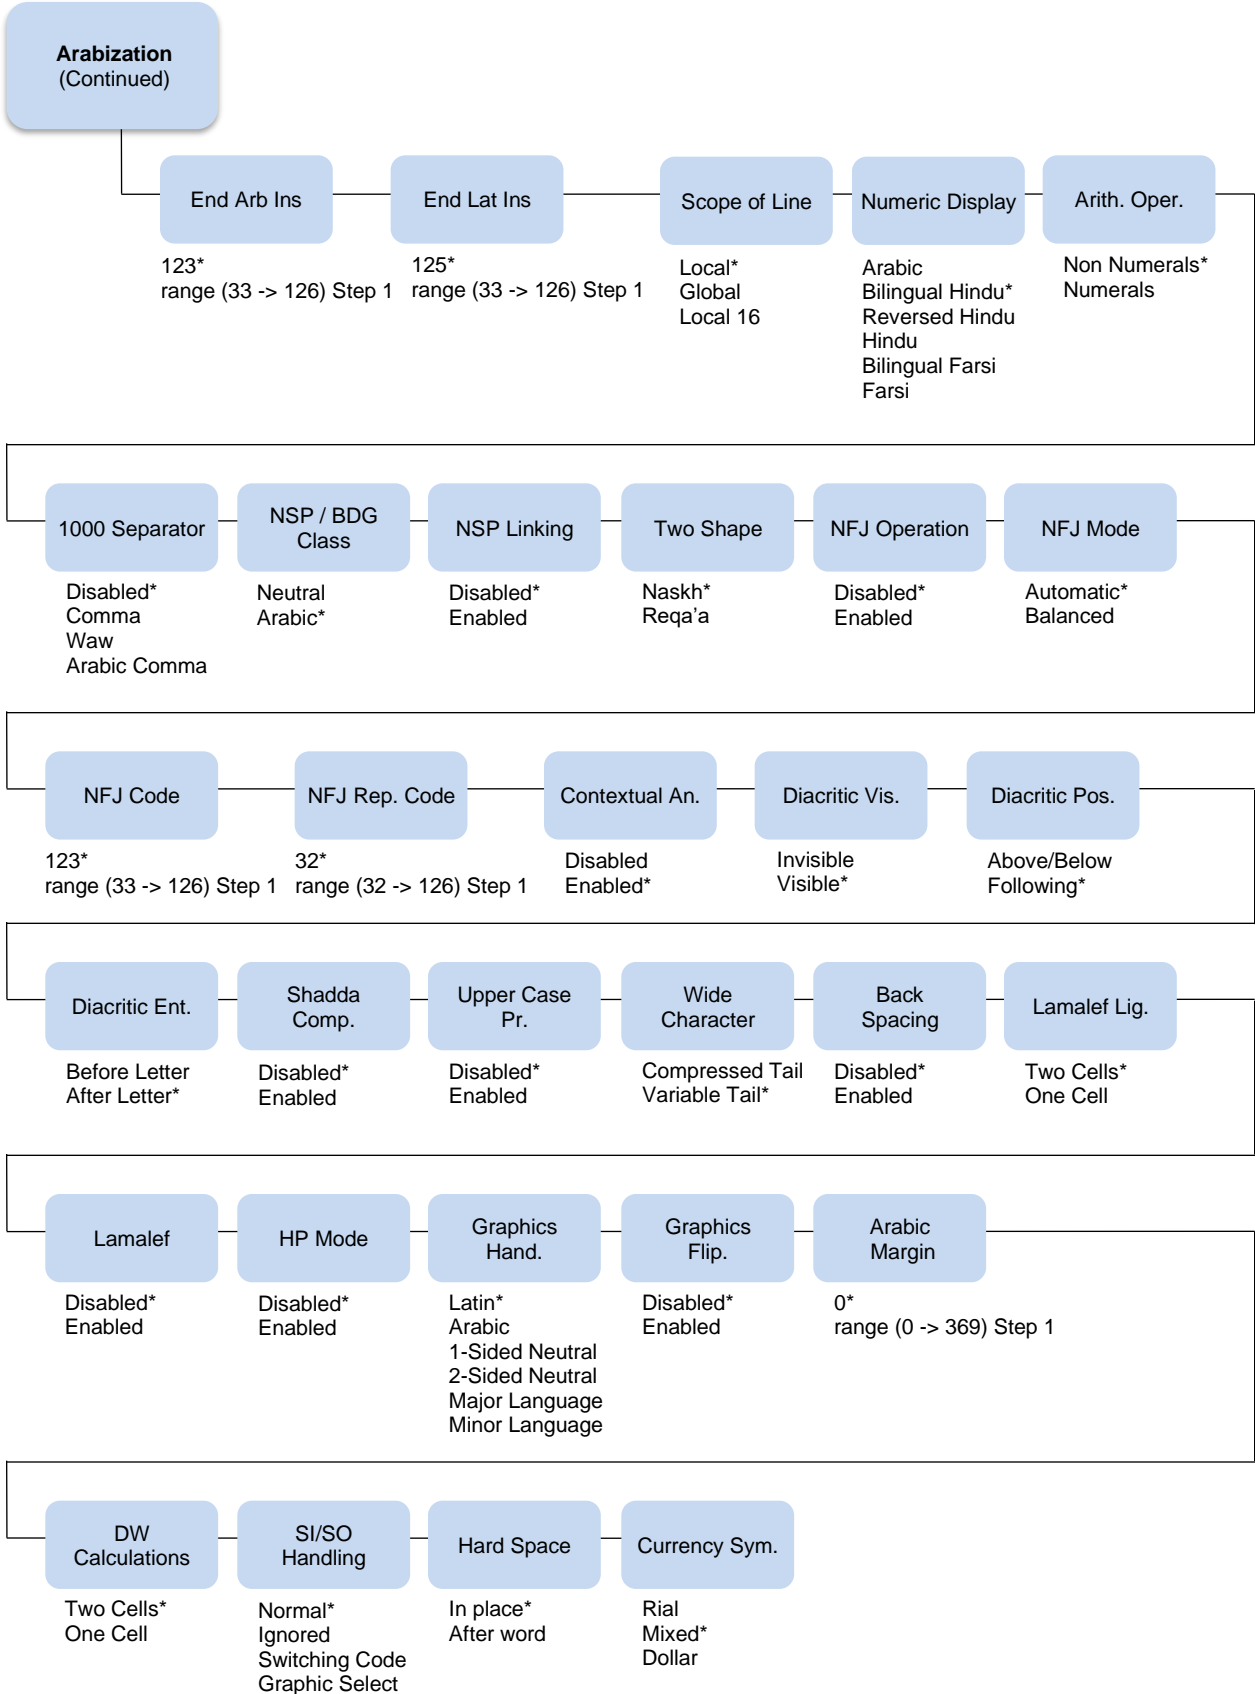 Arabization
(Continued)
End Arb Ins
123*
range (33 -> 126) Step 1
End Lat Ins
125*
range (33 -> 126) Step 1
Scope of Line
Local*
Global
Local 16
Numeric Display
Arabic
Bilingual Hindu*
Reversed Hindu
Hindu
Bilingual Farsi
Farsi
Arith. Oper.
Non Numerals*
Numerals
1000 Separator
Disabled*
Comma
Waw
Arabic Comma
NSP / BDG
Class
Neutral
Arabic*
NSP Linking
Disabled*
Enabled
Two Shape
Naskh*
Reqa’a
NFJ Operation
Disabled*
Enabled
NFJ Mode
Automatic*
Balanced
NFJ Code
123*
range (33 -> 126) Step 1
NFJ Rep. Code
32*
range (32 -> 126) Step 1
Contextual An.
Disabled
Enabled*
Diacritic Vis.
Invisible
Visible*
Diacritic Pos.
Above/Below
Following*
Diacritic Ent.
Before Letter
After Letter*
Shadda
Comp.
Disabled*
Enabled
Upper Case
Pr.
Disabled*
Enabled
Wide
Character
Compressed Tail
Variable Tail*
Back
Spacing
Disabled*
Enabled
Lamalef Lig.
Two Cells*
One Cell
Lamalef
Disabled*
Enabled
HP Mode
Disabled*
Enabled
Graphics
Hand.
Latin*
Arabic
1-Sided Neutral
2-Sided Neutral
Major Language
Minor Language
Graphics
Flip.
Disabled*
Enabled
Arabic
Margin
0*
range (0 -> 369) Step 1
DW
Calculations
Two Cells*
One Cell
SI/SO
Handling
Normal*
Ignored
Switching Code
Graphic Select
Hard Space
In place*
After word
Currency Sym.
Rial
Mixed*
Dollar